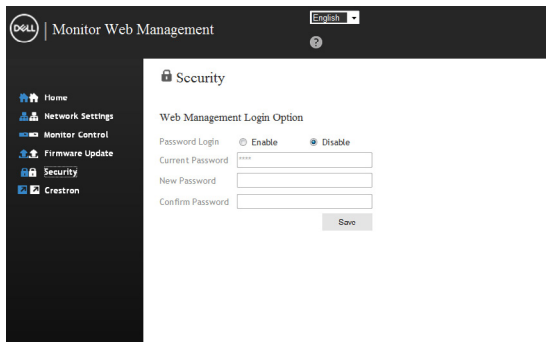 DELL | Monitor Web Management
English
?
Home
Network Settings
Monitor Control
Firmware Update
Security
Crestron
Security
Web Management Login Option
Password Login Enable Disable
Current Password ****
New Password
Confirm Password
Save